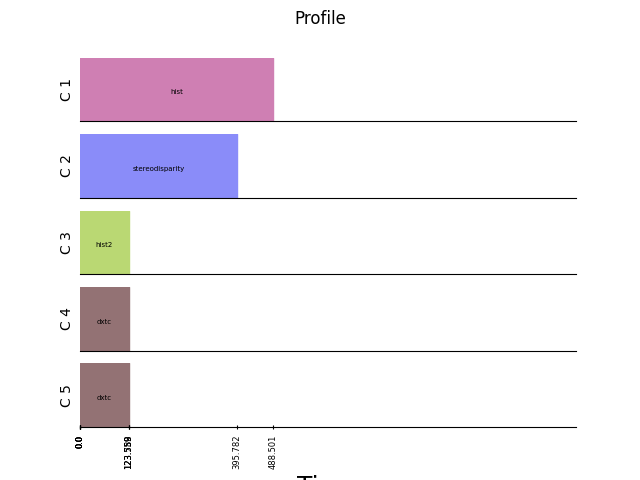 Profile
C 1
hist
C 2
stereodisparity
C 3
hist2
C 4
dxtc
C 5
dxtc
0.0
395.782
488.501